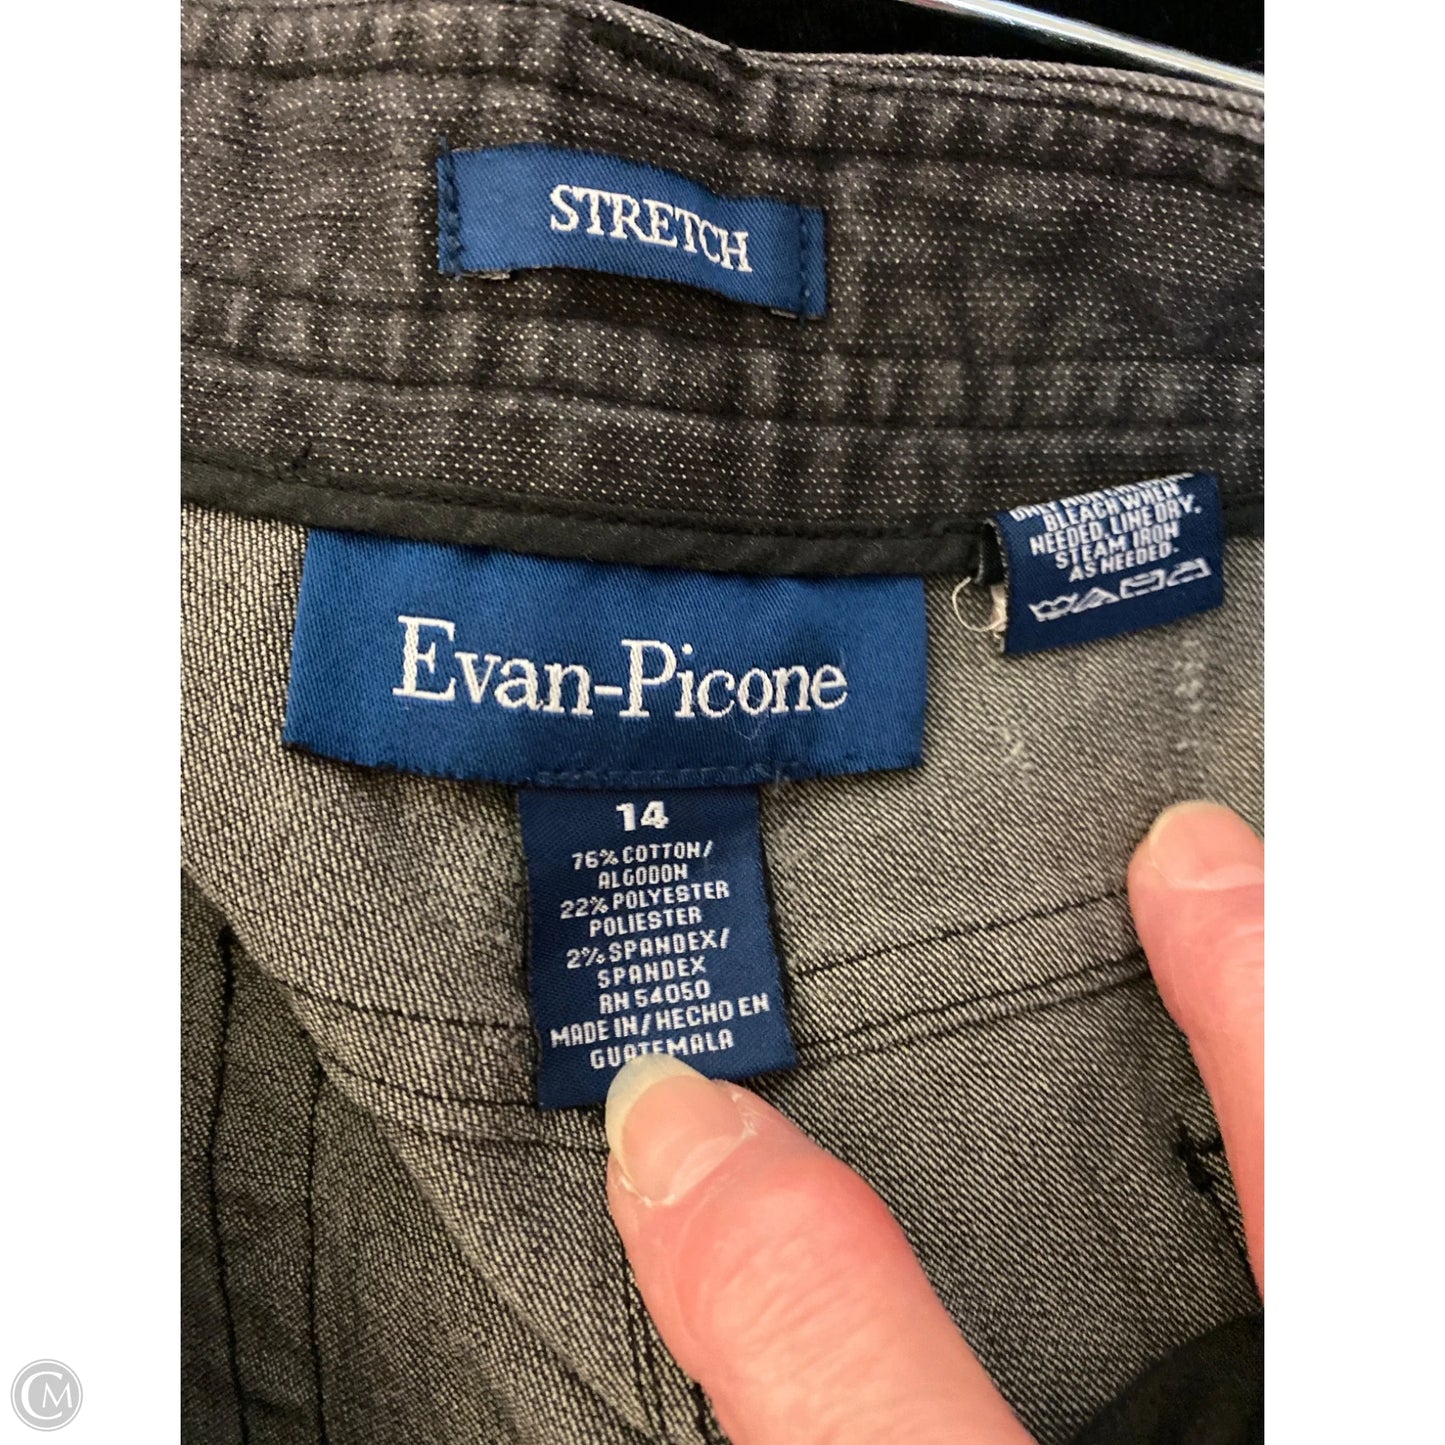 STRETCH
Evan-Picone
14
76% COTTON/
ALGODON
22% POLYESTER
POLIESTER
2% SPANDEX/
SPANDEX
RN 54050
MADE IN/HECHO EN
GUATEMALA
BLEACH WHEN
NEEDED. LINE DRY.
STEAM IRON
AS NEEDED.
CM